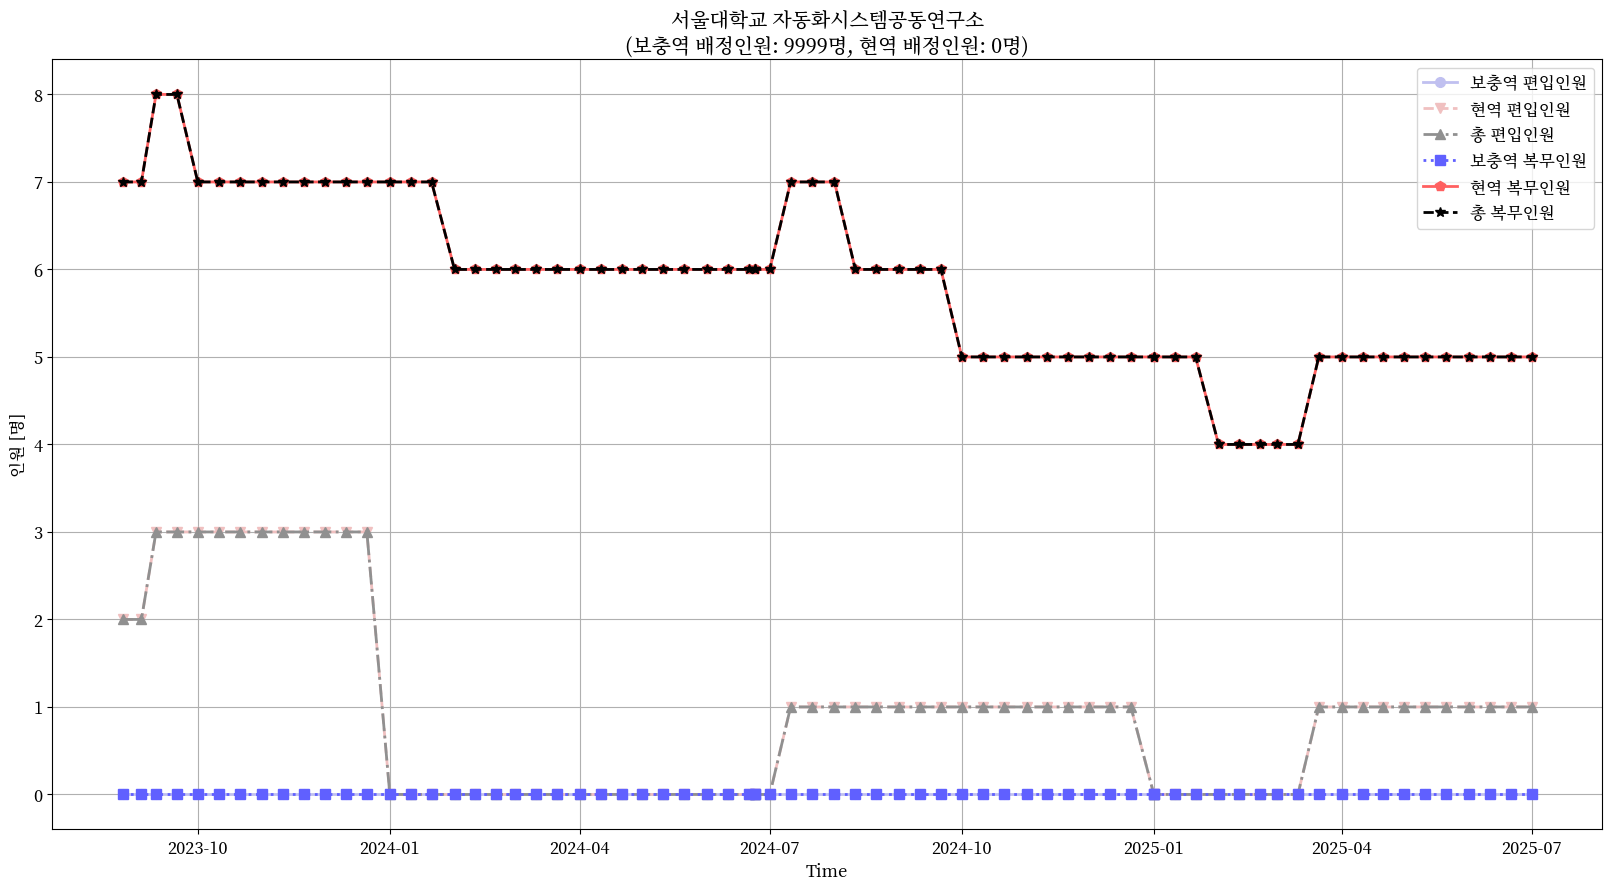 서울대학교 자동화시스템공동연구소
(보충역 배정인원: 9999명, 현역 배정인원: 0명)
보충역 편입인원
현역 편입인원
총 편입인원
보충역 복무인원
현역 복무인원
총 복무인원
인원 [명]
8
7
6
5
4
3
2
1
0
2023-10
2024-01
2024-04
2024-07
2024-10
2025-01
2025-04
2025-07
Time